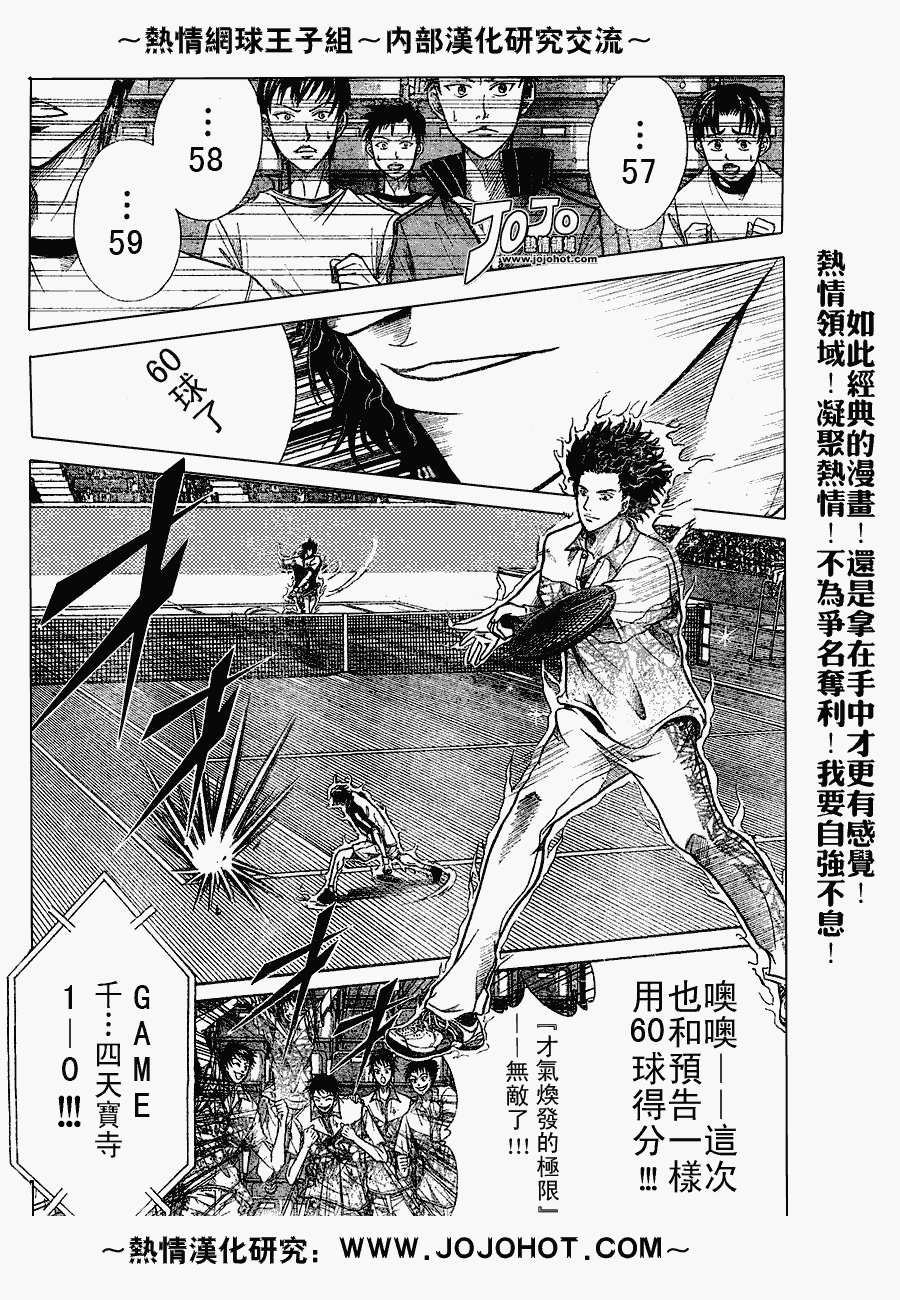 ～熱情網球王子組～內部漢化研究交流～
…57
…58
…59
JOJO
熱情領域
www.jojohot.com
60球了
噢噢——這次
也和預告一樣
用60球得分!!!
『才氣煥發的極限』
——無敵了!!!
GAME
千…四天寶寺
1—0!!!
如此經典的漫畫！還是拿在手中才更有感覺！
熱情領域！凝聚熱情！不為爭名奪利！我要自強不息！
～熱情漢化研究：WWW.JOJOHOT.COM～